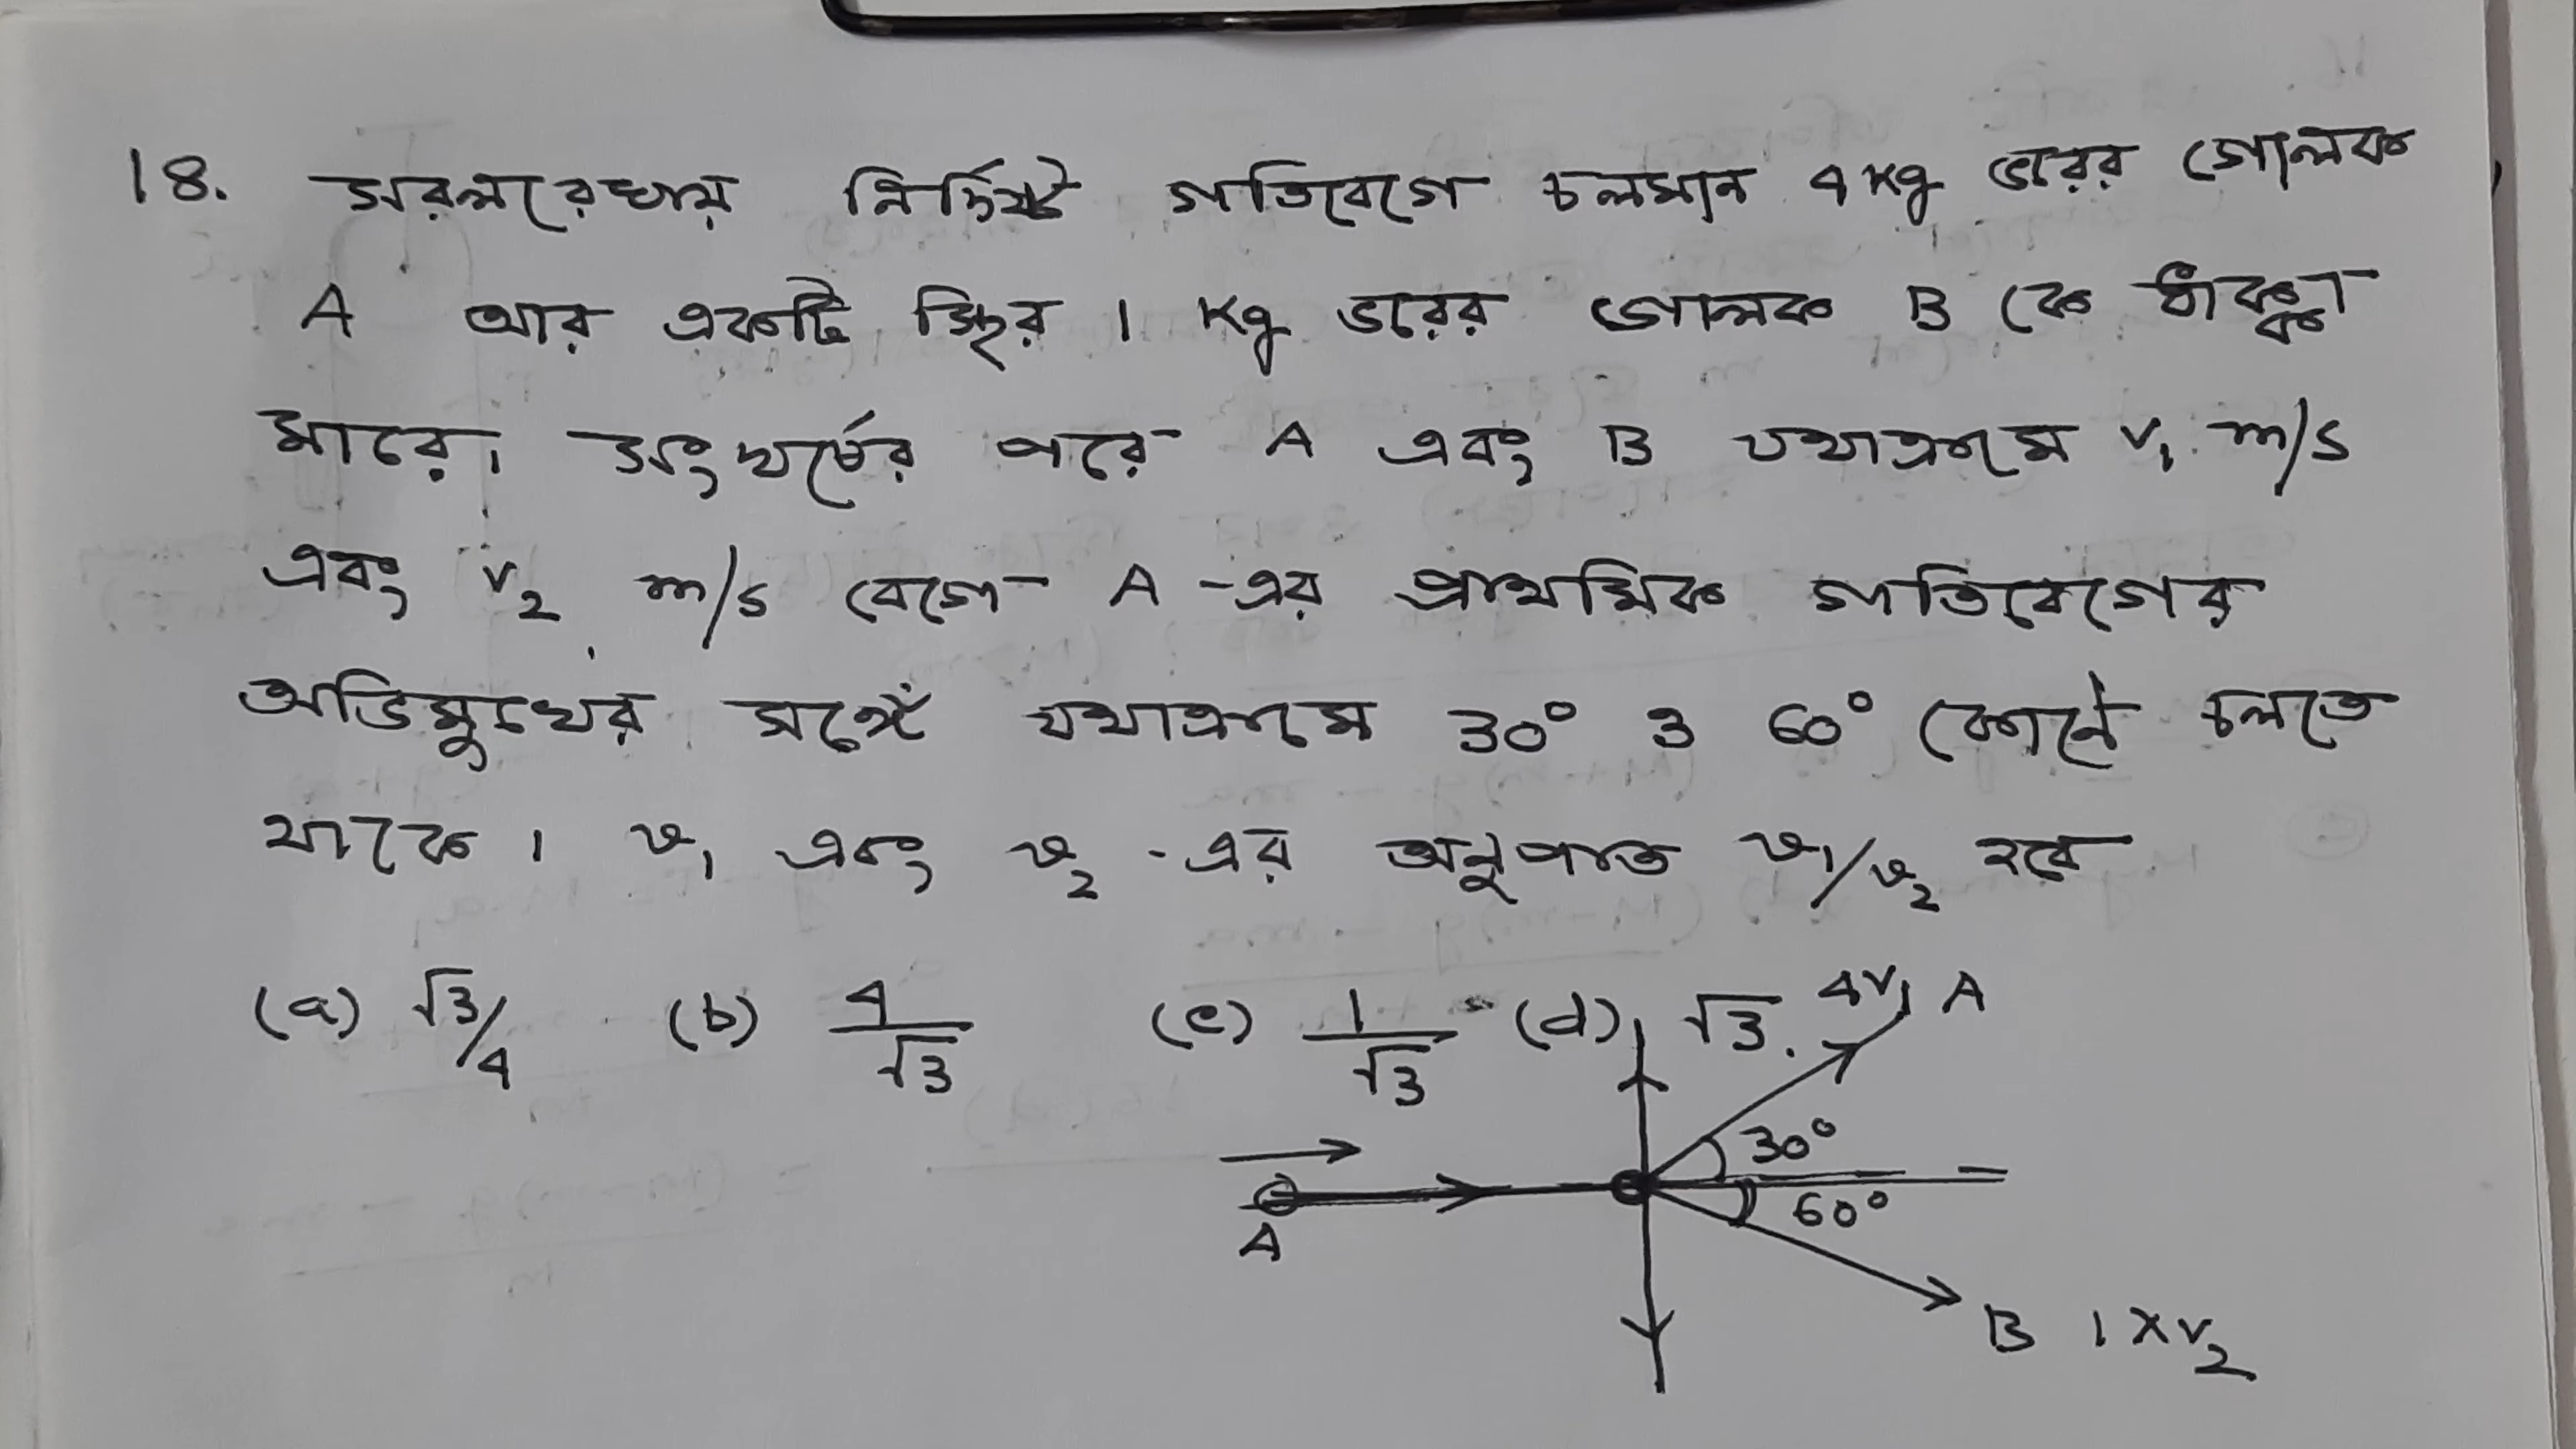 18. সরলরেখায় নির্দিষ্ট গতিবেগে চলমান 4 Kg ভরের গোলক
A আর একটি স্থির 1 Kg ভরের গোলক B কে ধাক্কা
মারে। সংঘর্ষের পরে A এবং B যথাক্রমে v₁ m/s
এবং v₂ m/s বেগে A -এর প্রাথমিক গতিবেগের
অভিমুখের সঙ্গে যথাক্রমে 30° ও 60° কোণে চলতে
থাকে। v₁ এবং v₂ -এর অনুপাত v₁/v₂ হবে
(a) √3/4 (b) 4/√3 (c) 1/√3 (d) √3.
4v₁ A
30°
60°
A
B 1 X v₂